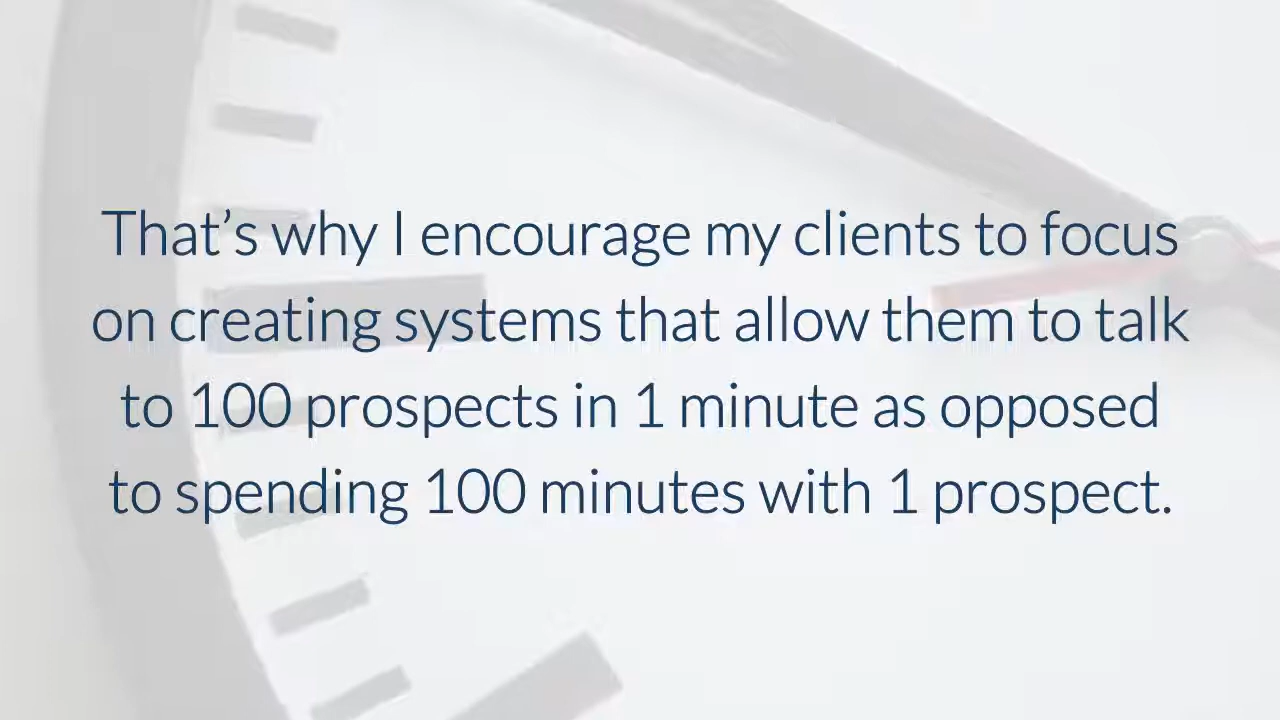 That’s why I encourage my clients to focus
on creating systems that allow them to talk
to 100 prospects in 1 minute as opposed
to spending 100 minutes with 1 prospect.